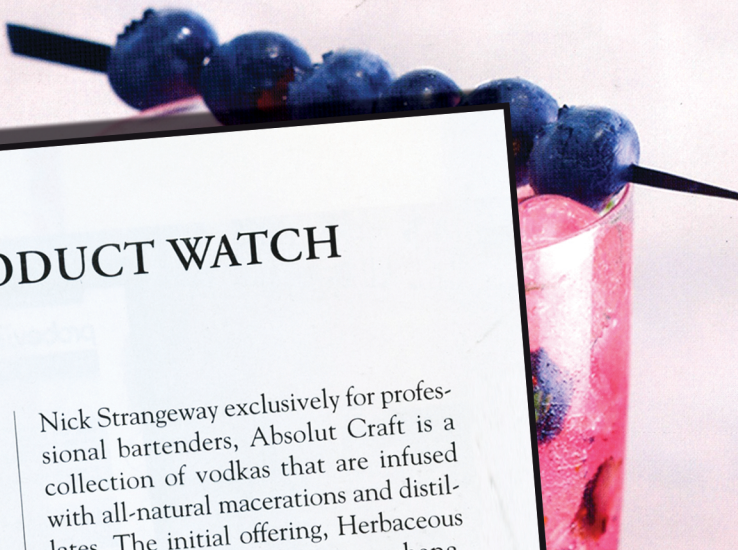 ODUCT WATCH
Nick Strangeway exclusively for profes-
sional bartenders, Absolut Craft is a
collection of vodkas that are infused
with all-natural macerations and distil-
lates. The initial offering, Herbaceous